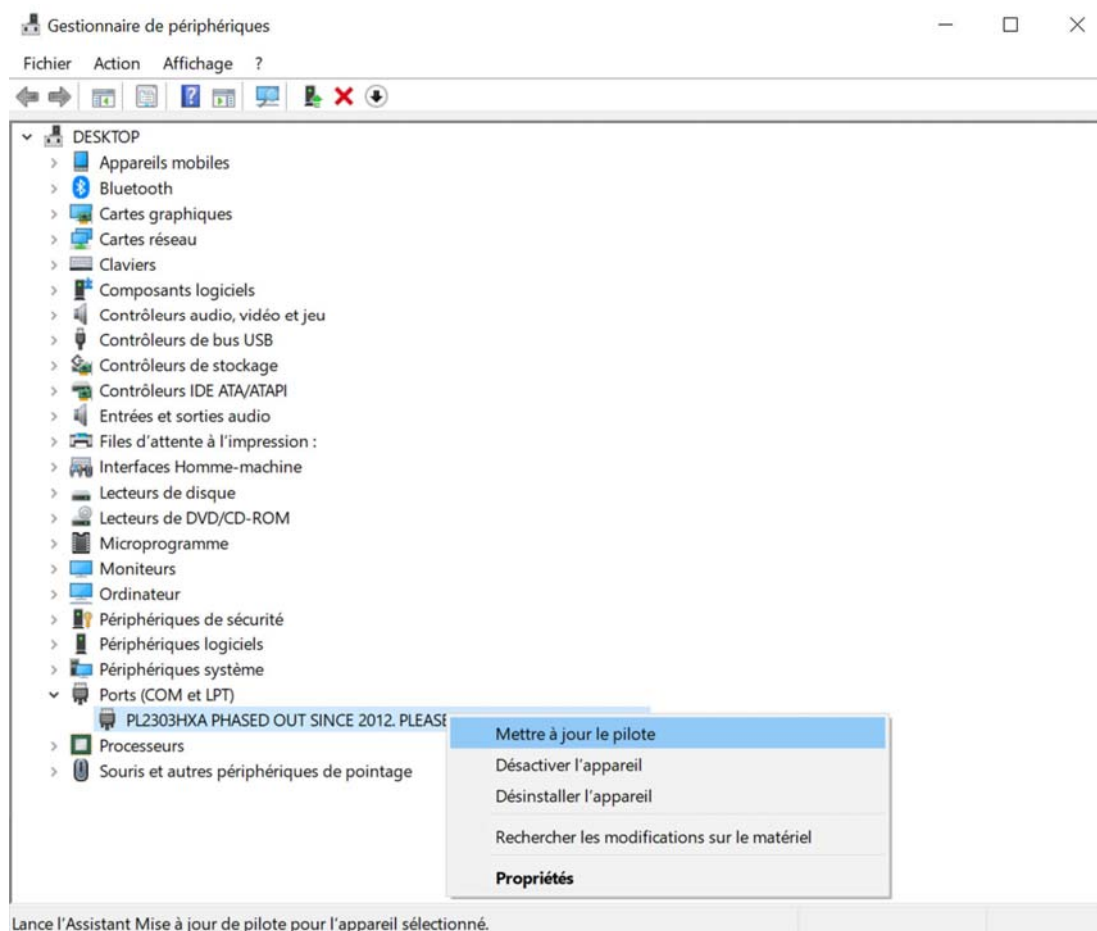 Gestionnaire de périphériques
Fichier Action Affichage ?
DESKTOP
Appareils mobiles
Bluetooth
Cartes graphiques
Cartes réseau
Claviers
Composants logiciels
Contrôleurs audio, vidéo et jeu
Contrôleurs de bus USB
Contrôleurs de stockage
Contrôleurs IDE ATA/ATAPI
Entrées et sorties audio
Files d'attente à l'impression :
Interfaces Homme-machine
Lecteurs de disque
Lecteurs de DVD/CD-ROM
Microprogramme
Moniteurs
Ordinateur
Périphériques de sécurité
Périphériques logiciels
Périphériques système
Ports (COM et LPT)
PL2303HXA PHASED OUT SINCE 2012. PLEASE
Processeurs
Souris et autres périphériques de pointage
Mettre à jour le pilote
Désactiver l'appareil
Désinstaller l'appareil
Rechercher les modifications sur le matériel
Propriétés
Lance l'Assistant Mise à jour de pilote pour l'appareil sélectionné.